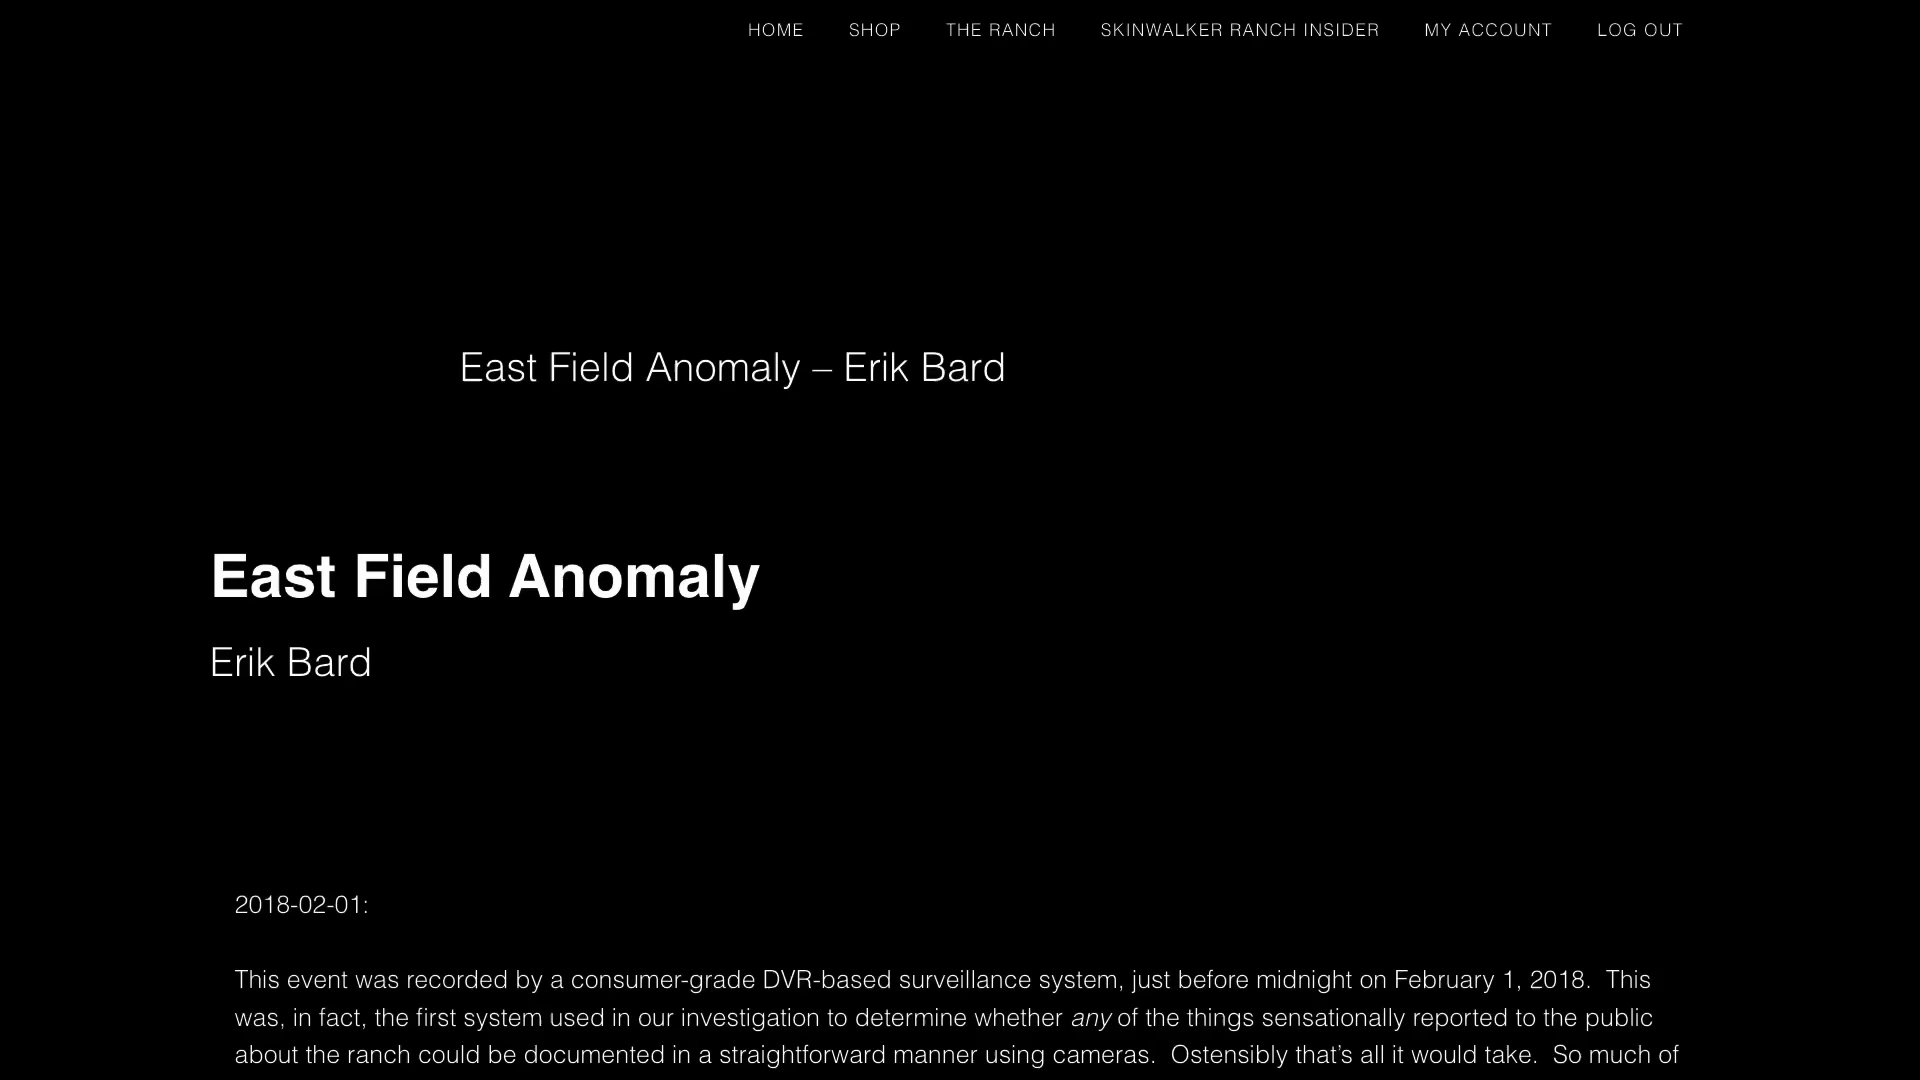 HOME SHOP THE RANCH SKINWALKER RANCH INSIDER MY ACCOUNT LOG OUT
East Field Anomaly – Erik Bard
East Field Anomaly
Erik Bard
2018-02-01:
This event was recorded by a consumer-grade DVR-based surveillance system, just before midnight on February 1, 2018.  This
was, in fact, the first system used in our investigation to determine whether any of the things sensationally reported to the public
about the ranch could be documented in a straightforward manner using cameras.  Ostensibly that’s all it would take.  So much of